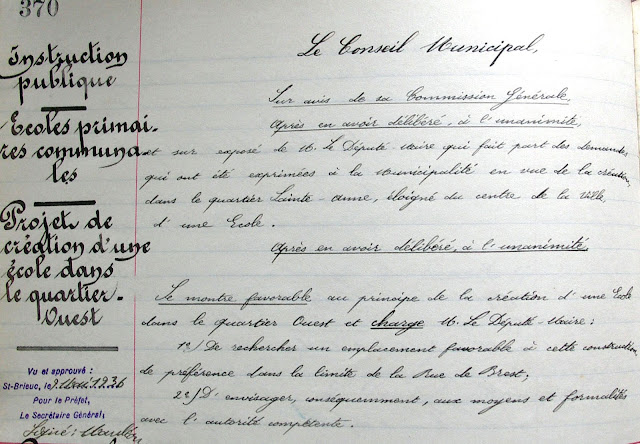 370
Instruction
publique
Ecoles primai-
res communa-
les
Projet de
création d'une
école dans
le quartier-
Ouest
Vu et approuvé :
St-Brieuc, le 2 1936
Pour le Préfet,
Le Secrétaire Général,
Signé :
Le Conseil Municipal,
Sur avis de sa Commission Générale,
Après en avoir délibéré, à l'unanimité,
et sur exposé de M. Le Député-Maire qui fait part des demandes
qui ont été exprimées à la Municipalité en vue de la création,
dans le quartier Sainte-Anne, éloigné du centre de la Ville,
d'une Ecole.
Après en avoir délibéré, à l'unanimité,
Se montre favorable au principe de la création d'une Ecole
dans le quartier Ouest et charge M. Le Député-Maire :
1°/ De rechercher un emplacement favorable à cette construction
de préférence dans la limite de la Rue de Brest ;
2°/ D'envisager, conséquemment, aux moyens et formalités
avec l'autorité compétente.